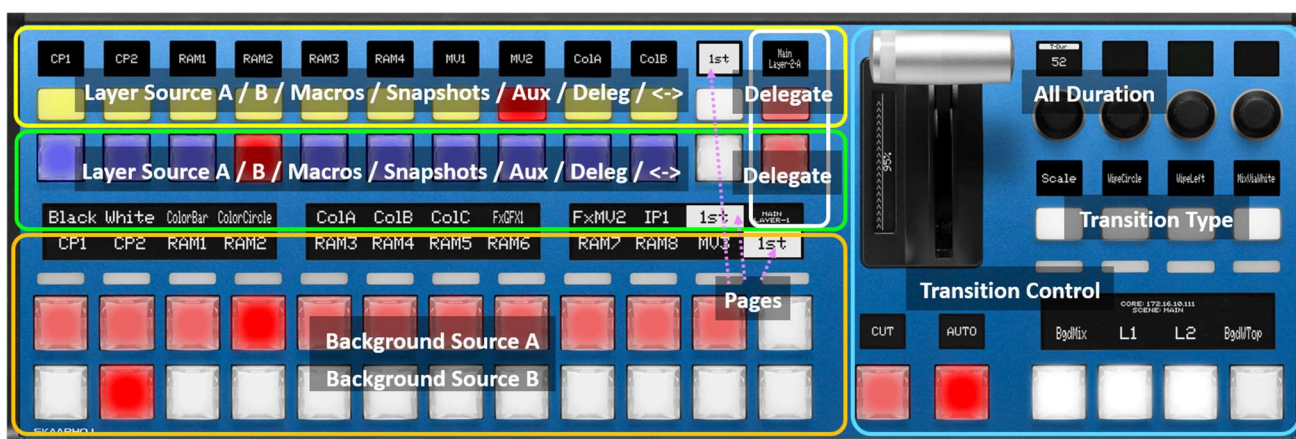 CP1 CP2 RAM1 RAM2 RAM3 RAM4 MV1 MV2 ColA ColB 1st Main Layer-2-A
Layer Source A / B / Macros / Snapshots / Aux / Deleg / <-> Delegate
Layer Source A / B / Macros / Snapshots / Aux / Deleg / <-> Delegate
Black White ColorBar ColorCircle ColA ColB ColC FxGFX1 FxMV2 IP1 1st MAIN LAYER-1
CP1 CP2 RAM1 RAM2 RAM3 RAM4 RAM5 RAM6 RAM7 RAM8 MV3 1st
Pages
Background Source A
Background Source B
SKAARHOJ
95%
T-Dur
52
All Duration
Scale WipeCircle WipeLeft MixViaWhite
Transition Type
Transition Control
CUT AUTO
CORE: 172.16.10.111
SCENE: MAIN
BgdMix L1 L2 BgdWTop